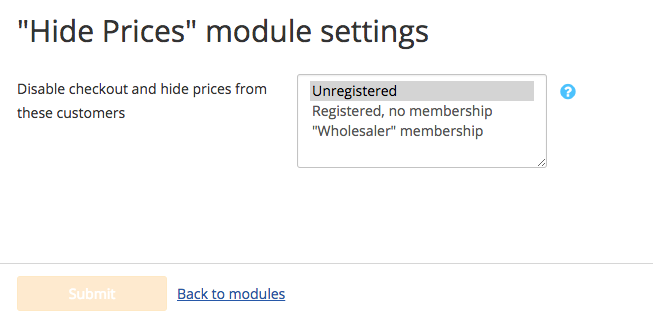 "Hide Prices" module settings
Disable checkout and hide prices from
these customers
Unregistered
Registered, no membership
"Wholesaler" membership
?
Submit
Back to modules